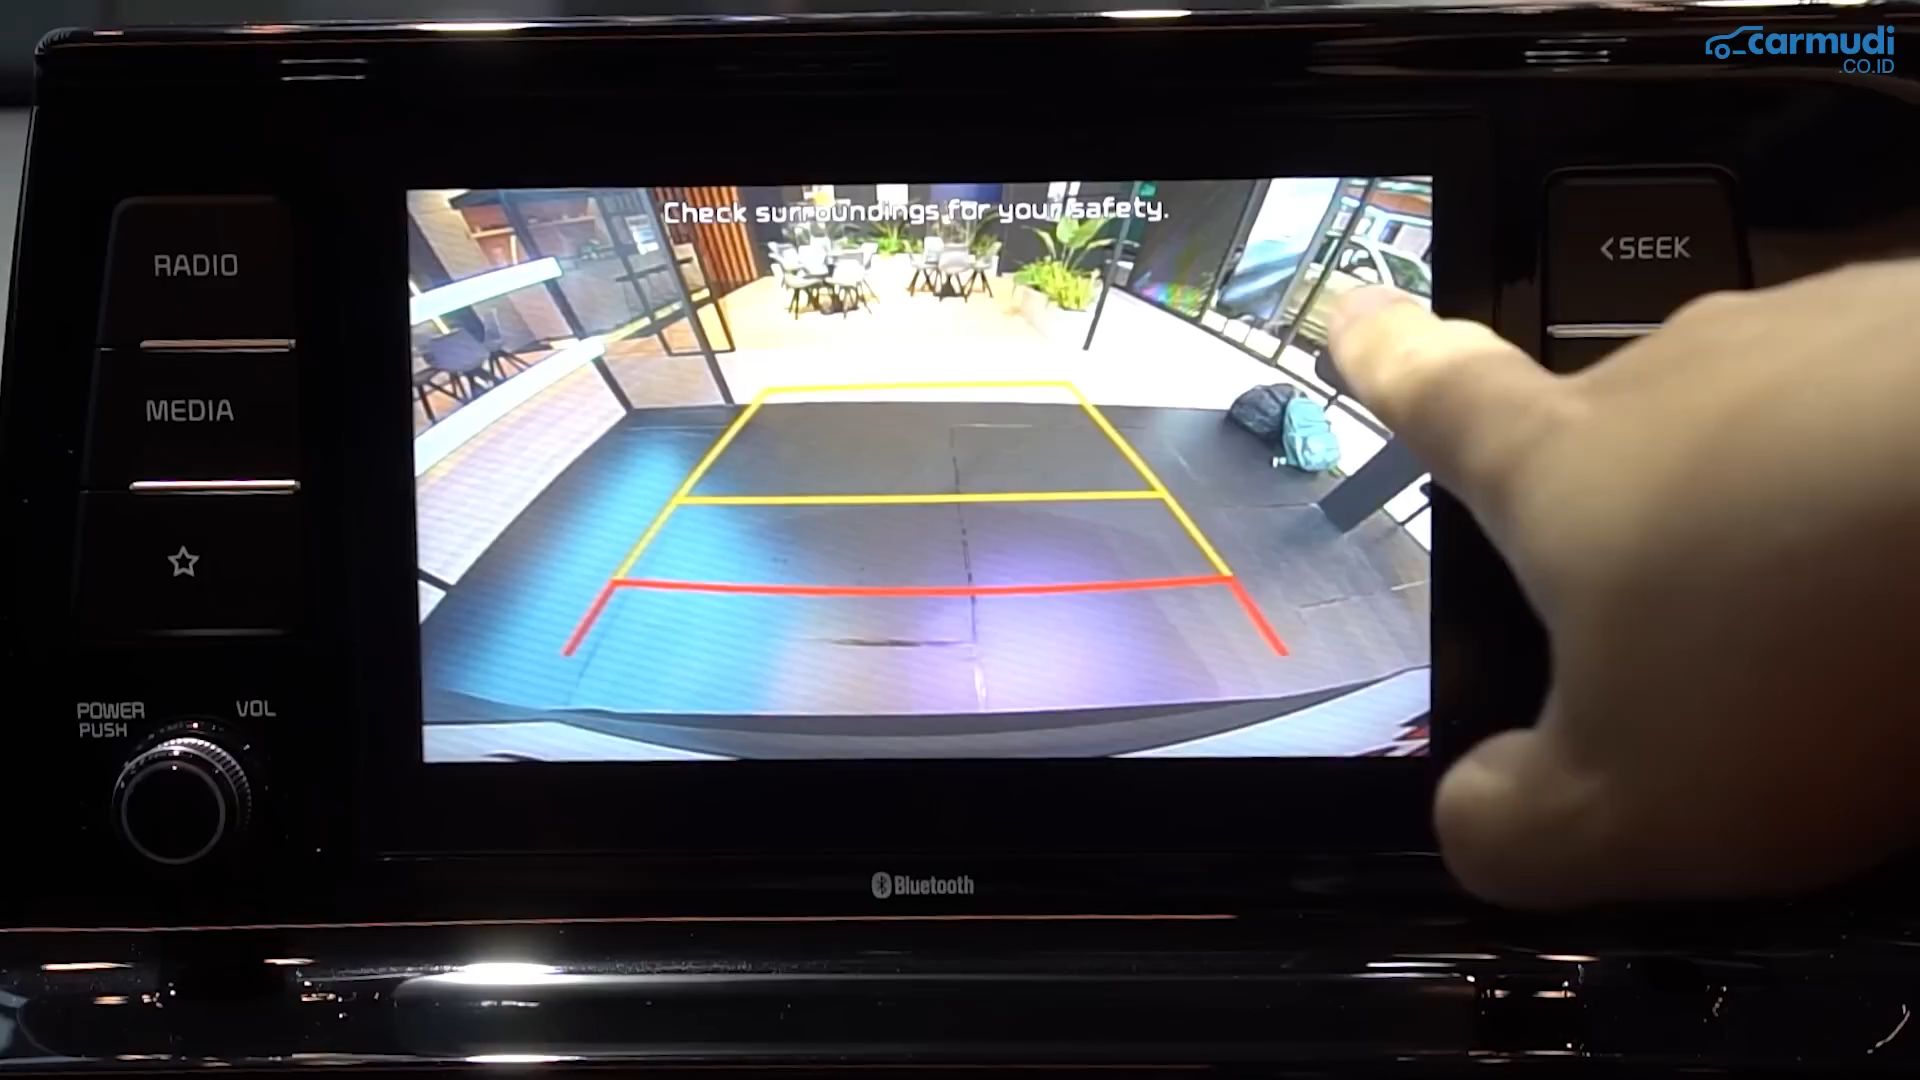 carmudi
.CO.ID
Check surroundings for your safety.
RADIO
<SEEK
MEDIA
POWER
PUSH
VOL
Bluetooth